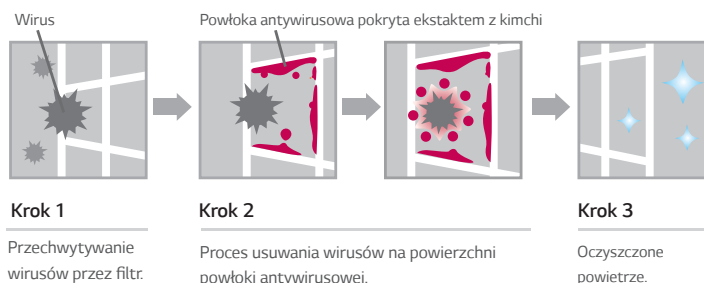 Wirus
Powłoka antywirusowa pokryta ekstaktem z kimchi
Krok 1
Przechwytywanie
wirusów przez filtr.
Krok 2
Proces usuwania wirusów na powierzchni
powłoki antywirusowej.
Krok 3
Oczyszczone
powietrze.